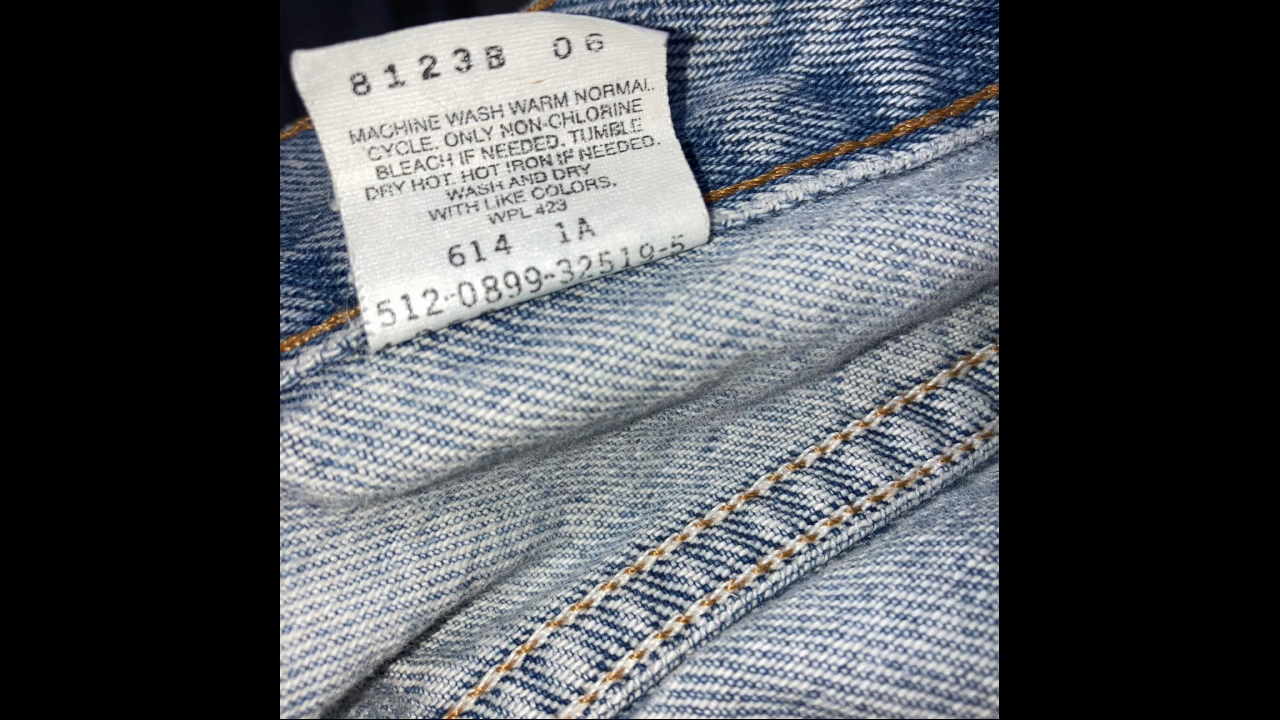 8123B 06
MACHINE WASH WARM NORMAL
CYCLE. ONLY NON-CHLORINE
BLEACH IF NEEDED. TUMBLE
DRY HOT. HOT IRON IF NEEDED.
WASH AND DRY
WITH LIKE COLORS.
WPL 423
614 1A
512-0899-32519-5